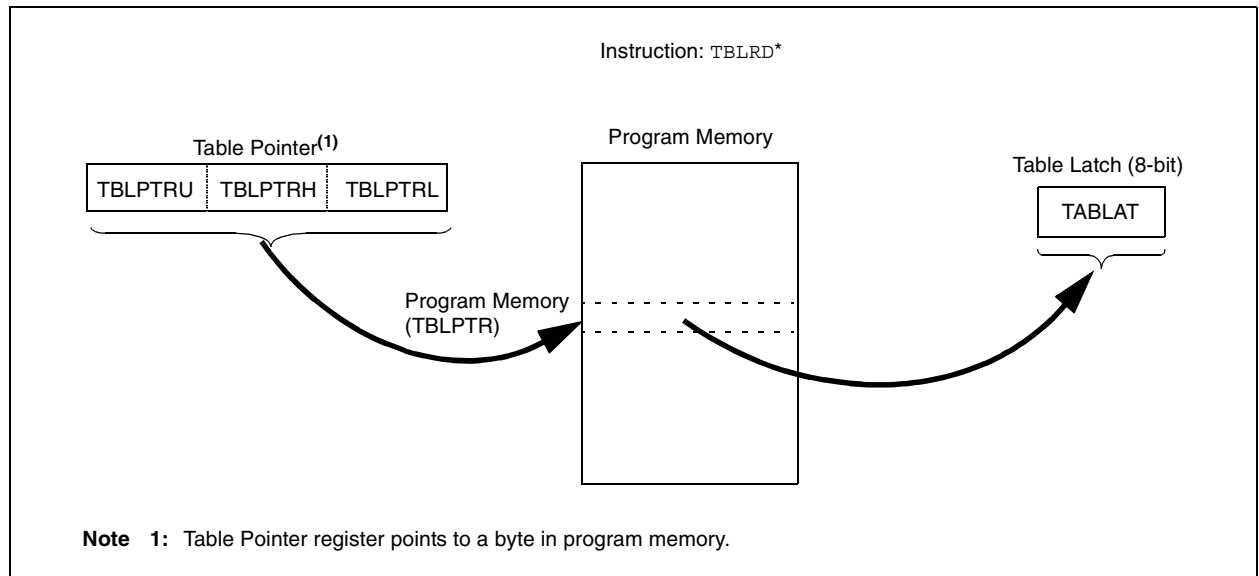 Instruction: TBLRD*
Table Pointer(1)
TBLPTRU TBLPTRH TBLPTRL
Program Memory
Table Latch (8-bit)
TABLAT
Program Memory
(TBLPTR)
Note 1: Table Pointer register points to a byte in program memory.